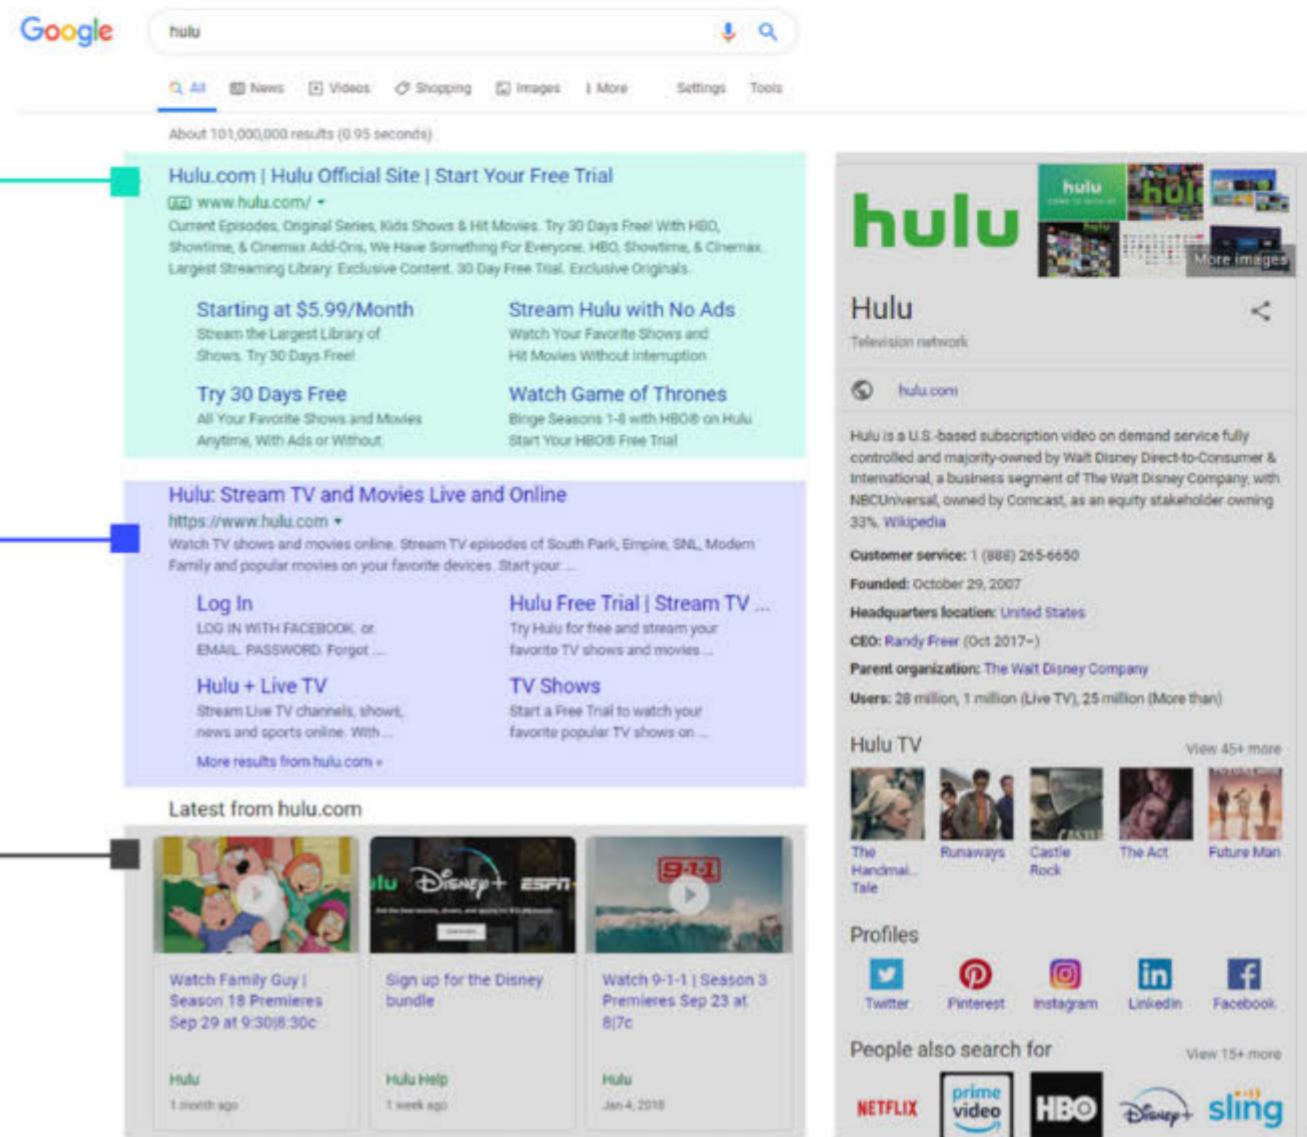 Google
hulu
All News Videos Shopping Images More Settings Tools
About 101,000,000 results (0.95 seconds)
Hulu.com | Hulu Official Site | Start Your Free Trial
Ad www.hulu.com/
Current Episodes, Original Series, Kids Shows & Hit Movies. Try 30 Days Free! With HBO,
Showtime, & Cinemax Add-Ons, We Have Something For Everyone. HBO, Showtime, & Cinemax.
Largest Streaming Library. Exclusive Content. 30 Day Free Trial. Exclusive Originals.
Starting at $5.99/Month
Stream the Largest Library of
Shows. Try 30 Days Free!
Stream Hulu with No Ads
Watch Your Favorite Shows and
Hit Movies Without Interruption
Try 30 Days Free
All Your Favorite Shows and Movies
Anytime, With Ads or Without.
Watch Game of Thrones
Binge Seasons 1-8 with HBO® on Hulu
Start Your HBO® Free Trial
Hulu: Stream TV and Movies Live and Online
https://www.hulu.com
Watch TV shows and movies online. Stream TV episodes of South Park, Empire, SNL, Modern
Family and popular movies on your favorite devices. Start your ...
Log In
LOG IN WITH FACEBOOK. or.
EMAIL. PASSWORD. Forgot ...
Hulu Free Trial | Stream TV ...
Try Hulu for free and stream your
favorite TV shows and movies ...
Hulu + Live TV
Stream Live TV channels, shows,
news and sports online. With ...
TV Shows
Start a Free Trial to watch your
favorite popular TV shows on ...
More results from hulu.com »
Latest from hulu.com
hulu Disney+ ESPN+
9-1-1
Watch Family Guy |
Season 18 Premieres
Sep 29 at 9:30|8:30c
Hulu
1 month ago
Sign up for the Disney
bundle
Hulu Help
1 week ago
Watch 9-1-1 | Season 3
Premieres Sep 23 at
8|7c
Hulu
Jan 4, 2018
hulu
hulu
hulu
More images
Hulu
Television network
hulu.com
Hulu is a U.S.-based subscription video on demand service fully
controlled and majority-owned by Walt Disney Direct-to-Consumer &
International, a business segment of The Walt Disney Company, with
NBCUniversal, owned by Comcast, as an equity stakeholder owning
33%. Wikipedia
Customer service: 1 (888) 265-6650
Founded: October 29, 2007
Headquarters location: United States
CEO: Randy Freer (Oct 2017–)
Parent organization: The Walt Disney Company
Users: 28 million, 1 million (Live TV), 25 million (More than)
Hulu TV
View 45+ more
The
Handmai...
Tale
Runaways
Castle
Rock
The Act
Future Man
Profiles
Twitter Pinterest Instagram LinkedIn Facebook
People also search for
View 15+ more
NETFLIX
prime
video
HBO
Disney+
sling